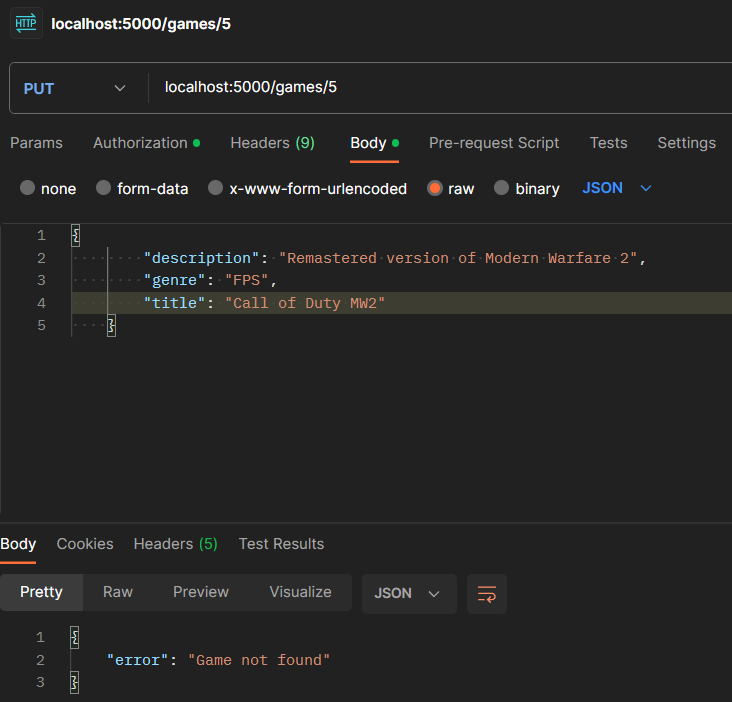 HTTP localhost:5000/games/5
PUT localhost:5000/games/5
Params Authorization Headers (9) Body Pre-request Script Tests Settings
none form-data x-www-form-urlencoded raw binary JSON
1 {
2 "description": "Remastered version of Modern Warfare 2",
3 "genre": "FPS",
4 "title": "Call of Duty MW2"
5 }
Body Cookies Headers (5) Test Results
Pretty Raw Preview Visualize JSON
1 {
2 "error": "Game not found"
3 }